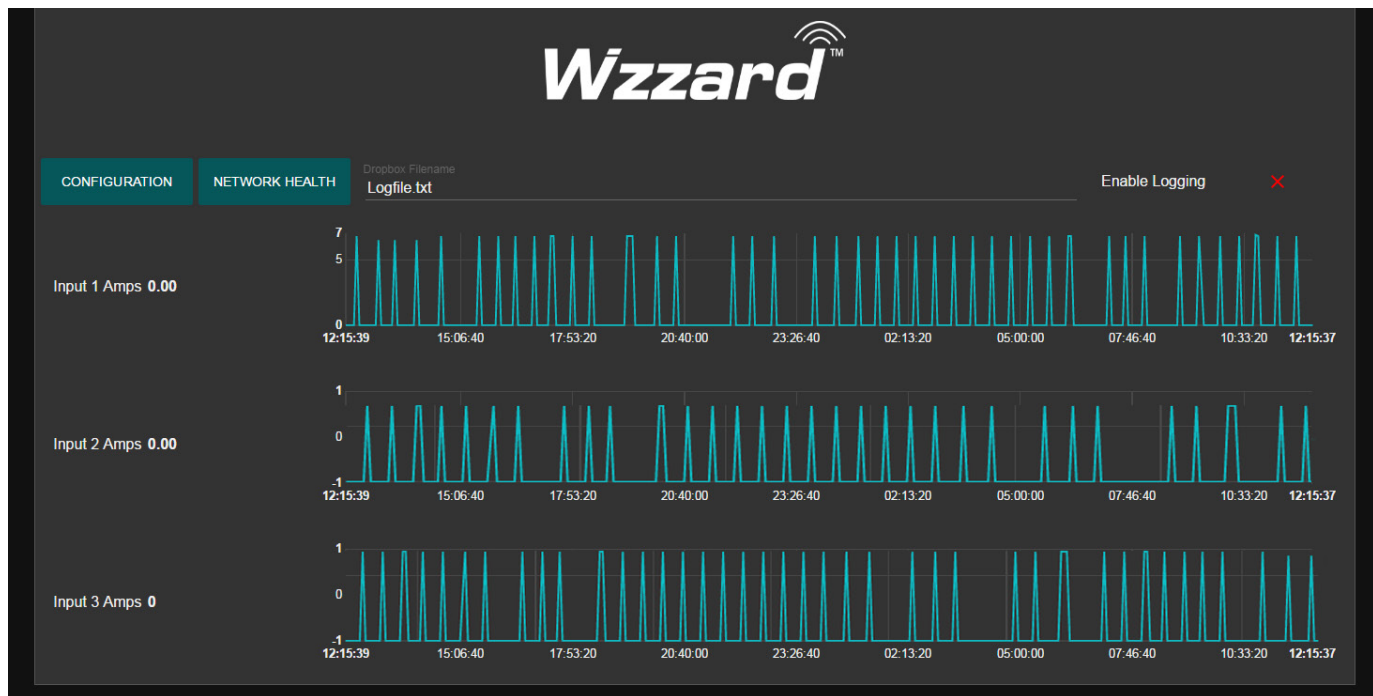 Wzzard™
CONFIGURATION
NETWORK HEALTH
Dropbox Filename
Logfile.txt
Enable Logging
Input 1 Amps 0.00
7
5
0
12:15:39 15:06:40 17:53:20 20:40:00 23:26:40 02:13:20 05:00:00 07:46:40 10:33:20 12:15:37
Input 2 Amps 0.00
1
0
-1
12:15:39 15:06:40 17:53:20 20:40:00 23:26:40 02:13:20 05:00:00 07:46:40 10:33:20 12:15:37
Input 3 Amps 0
1
0
-1
12:15:39 15:06:40 17:53:20 20:40:00 23:26:40 02:13:20 05:00:00 07:46:40 10:33:20 12:15:37